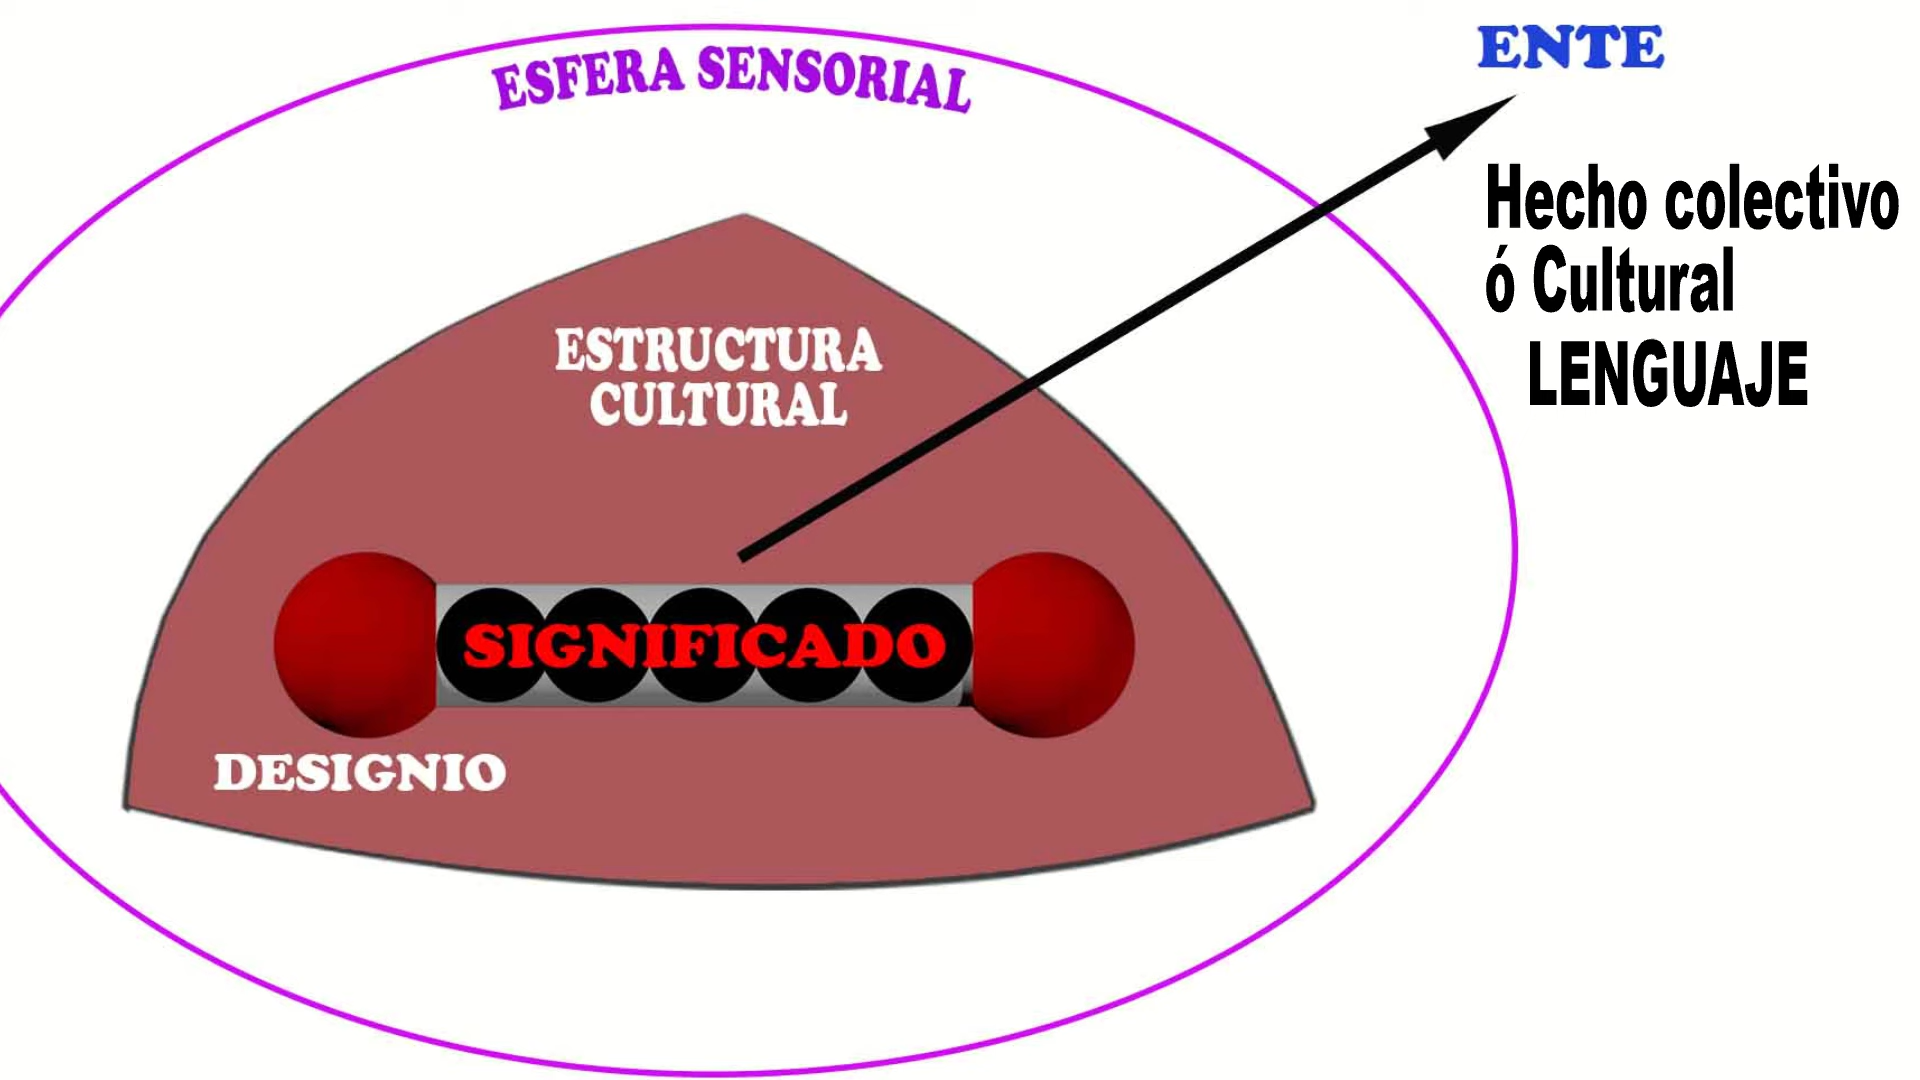 ESFERA SENSORIAL
ENTE
Hecho colectivo
ó Cultural
LENGUAJE
ESTRUCTURA
CULTURAL
SIGNIFICADO
DESIGNIO